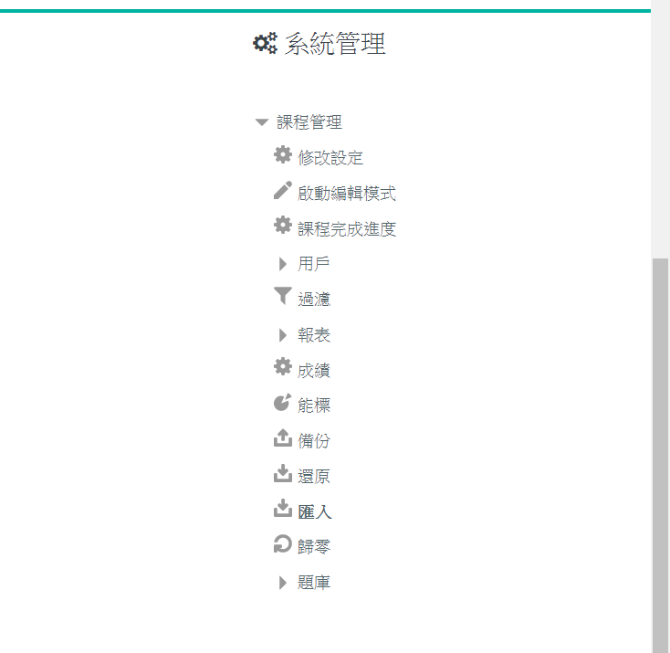 系統管理
課程管理
修改設定
啟動編輯模式
課程完成進度
用戶
過濾
報表
成績
能標
備份
還原
匯入
歸零
題庫